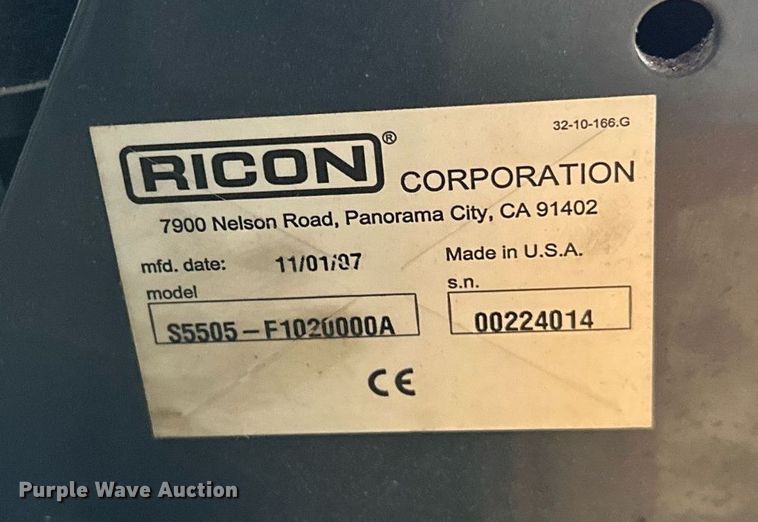 32-10-166.G
RICON® CORPORATION
7900 Nelson Road, Panorama City, CA 91402
mfd. date: 11/01/07 Made in U.S.A.
model s.n.
S5505-F1020000A 00224014
CE
Purple Wave Auction